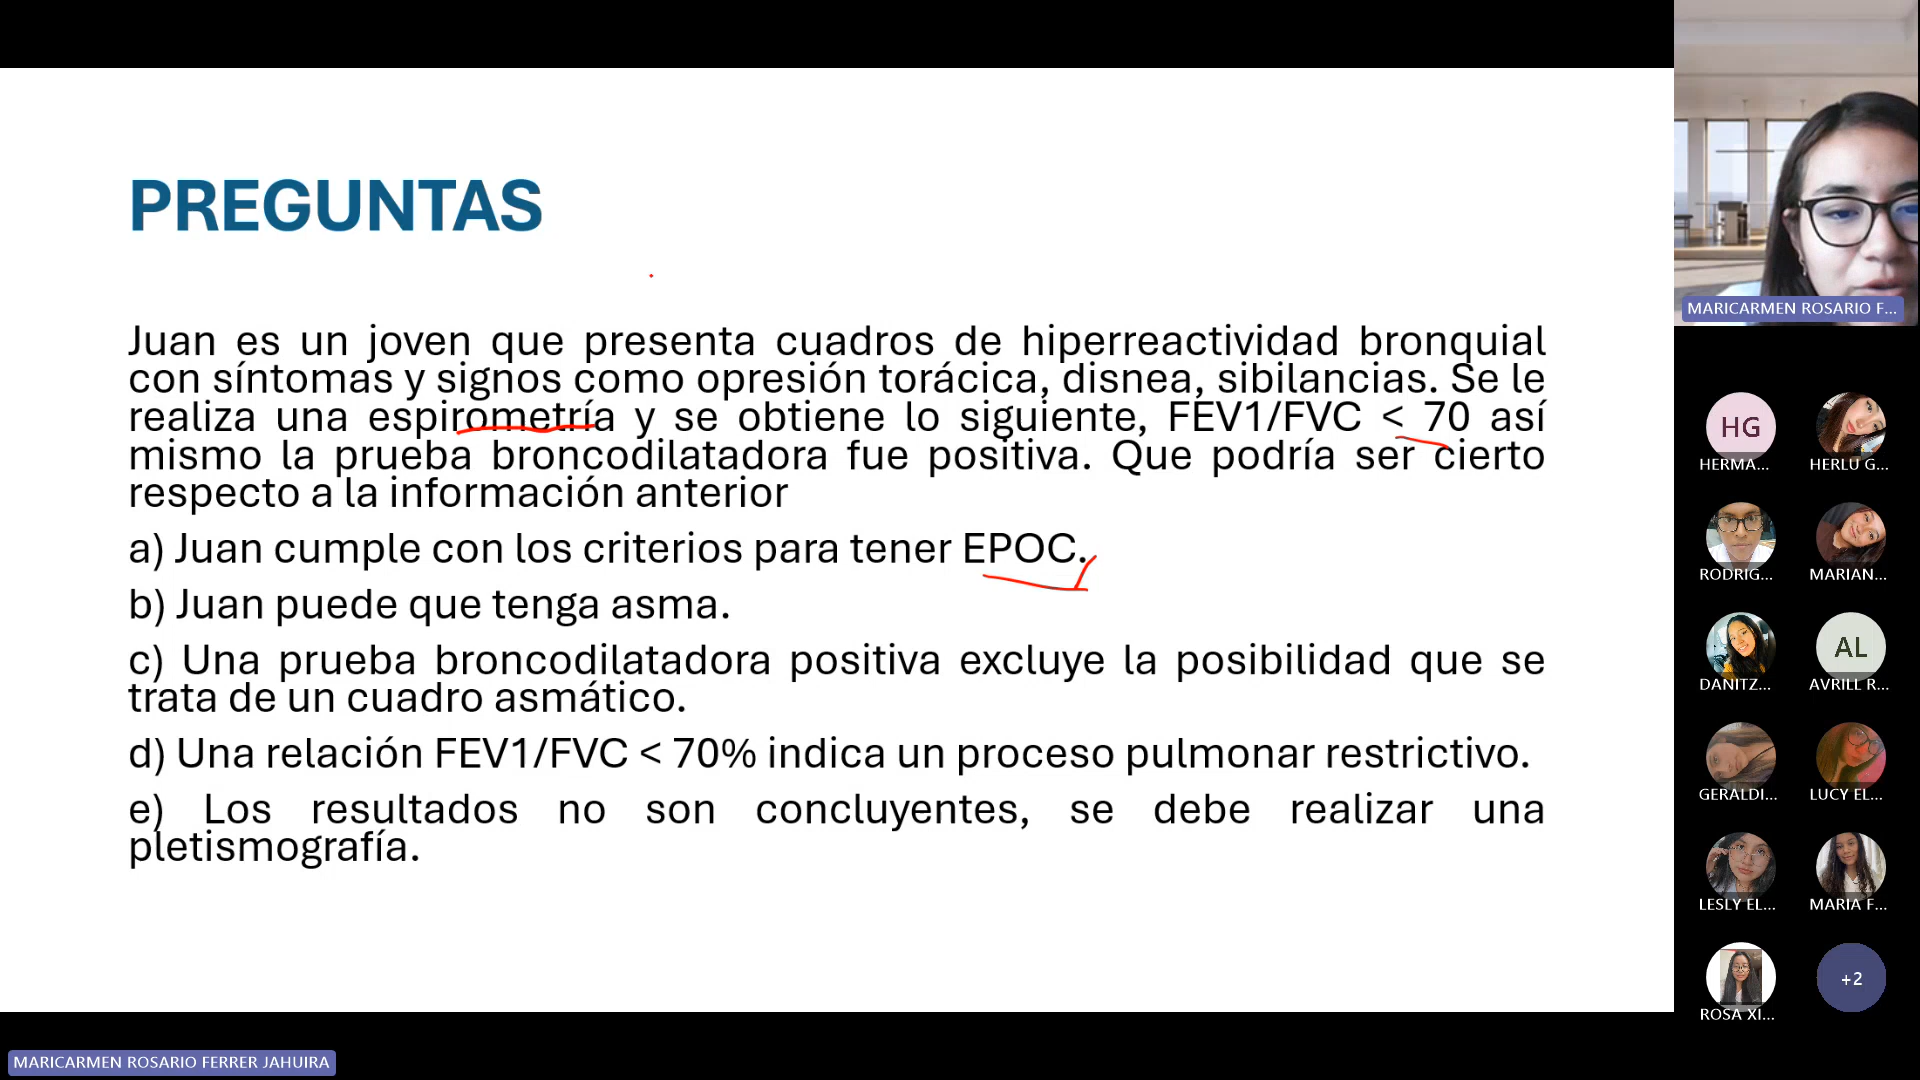 PREGUNTAS
Juan es un joven que presenta cuadros de hiperreactividad bronquial
con síntomas y signos como opresión torácica, disnea, sibilancias. Se le
realiza una espirometría y se obtiene lo siguiente, FEV1/FVC < 70 así
mismo la prueba broncodilatadora fue positiva. Que podría ser cierto
respecto a la información anterior
a) Juan cumple con los criterios para tener EPOC.
b) Juan puede que tenga asma.
c) Una prueba broncodilatadora positiva excluye la posibilidad que se
trata de un cuadro asmático.
d) Una relación FEV1/FVC < 70% indica un proceso pulmonar restrictivo.
e) Los resultados no son concluyentes, se debe realizar una
pletismografía.
MARICARMEN ROSARIO F...
HG
HERMA...
HERLU G...
RODRIG...
MARIAN...
DANITZ...
AL
AVRILL R...
GERALDI...
LUCY EL...
LESLY EL...
MARIA F...
ROSA XI...
+2
MARICARMEN ROSARIO FERRER JAHUIRA